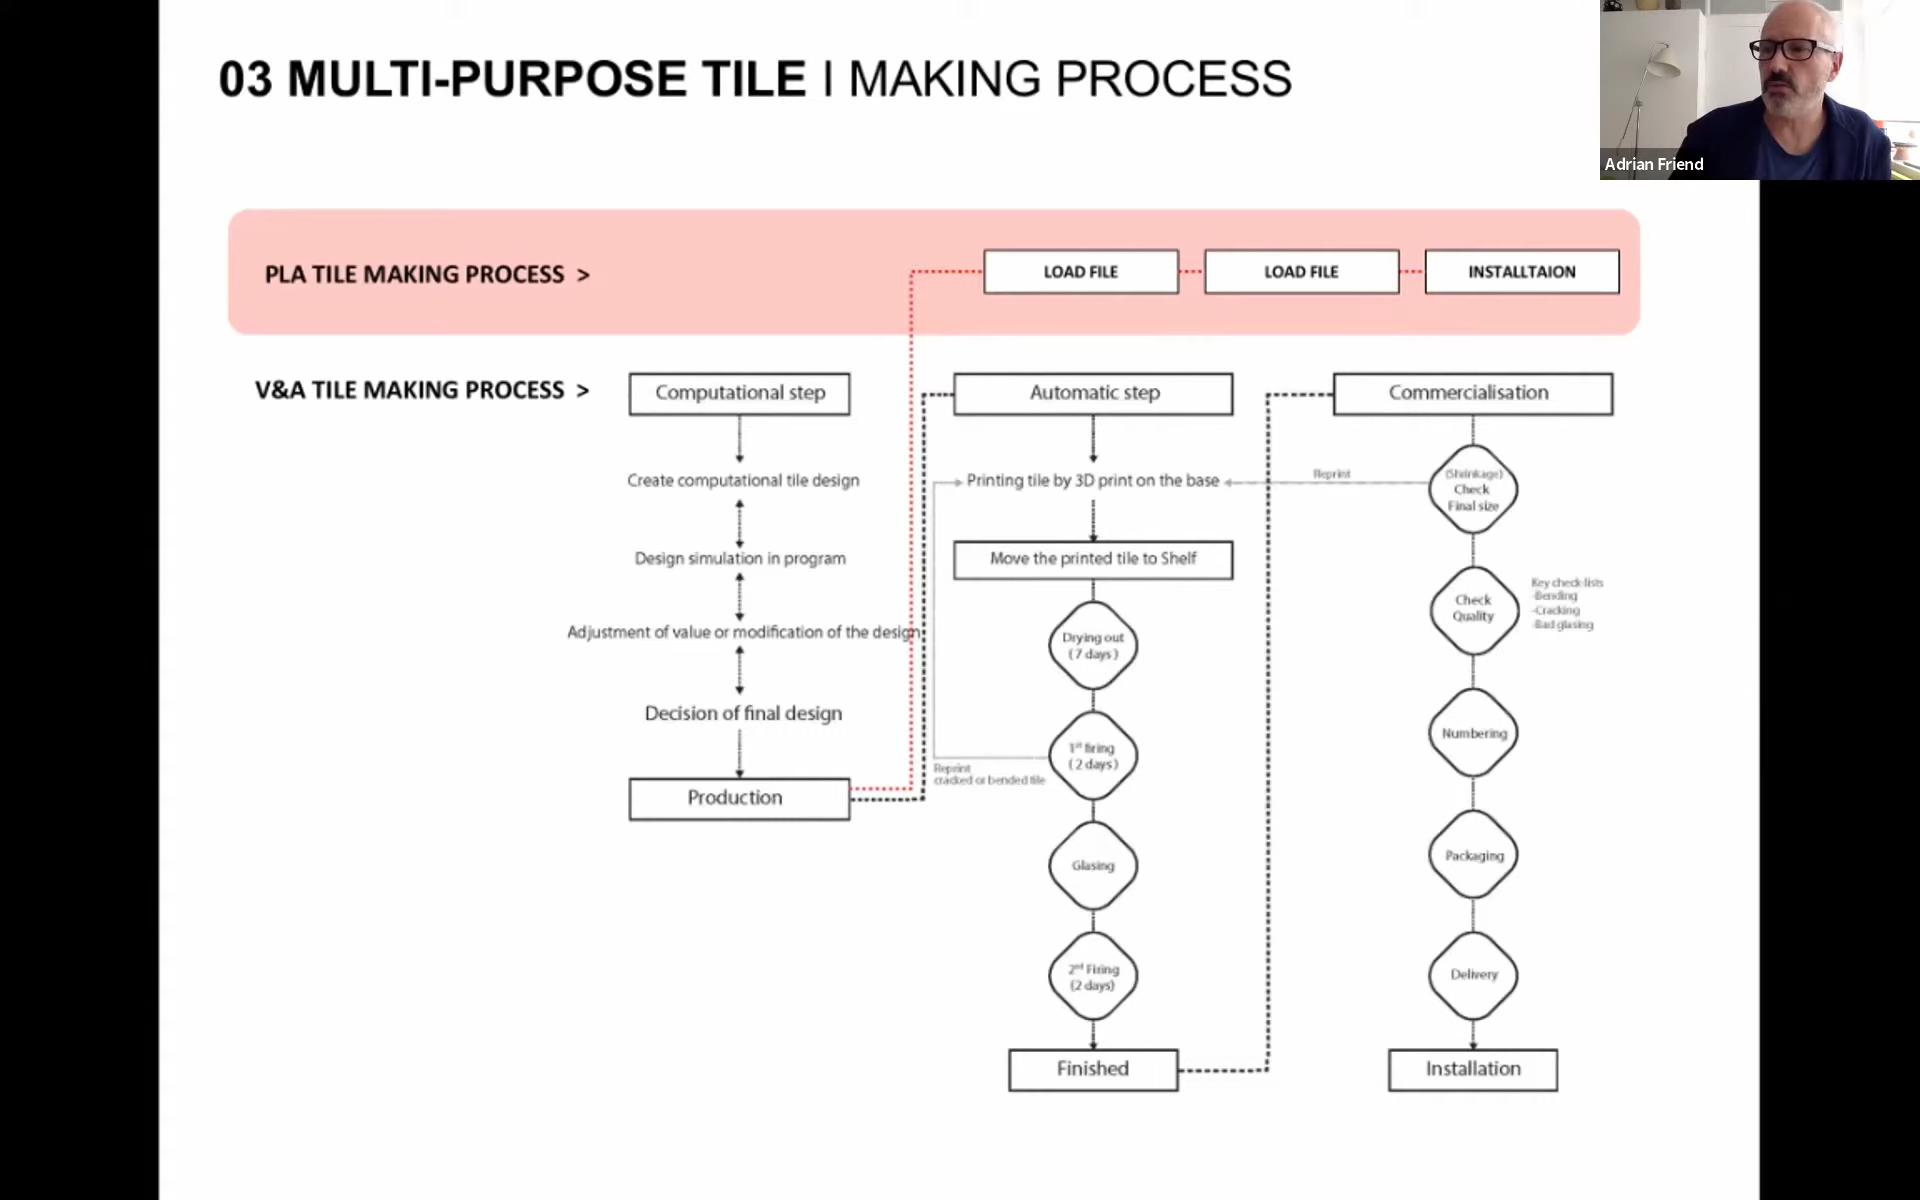 03 MULTI-PURPOSE TILE I MAKING PROCESS
Adrian Friend
PLA TILE MAKING PROCESS >
LOAD FILE
LOAD FILE
INSTALLTAION
V&A TILE MAKING PROCESS >
Computational step
Create computational tile design
Design simulation in program
Adjustment of value or modification of the design
Decision of final design
Production
Automatic step
Printing tile by 3D print on the base
Move the printed tile to Shelf
Drying out
(7 days)
1st firing
(2 days)
Reprint
cracked or bended tile
Glasing
2nd Firing
(2 days)
Finished
Commercialisation
Reprint
(Shrinkage)
Check
Final size
Check
Quality
Key check-lists
-Bending
-Cracking
-Bad glasing
Numbering
Packaging
Delivery
Installation